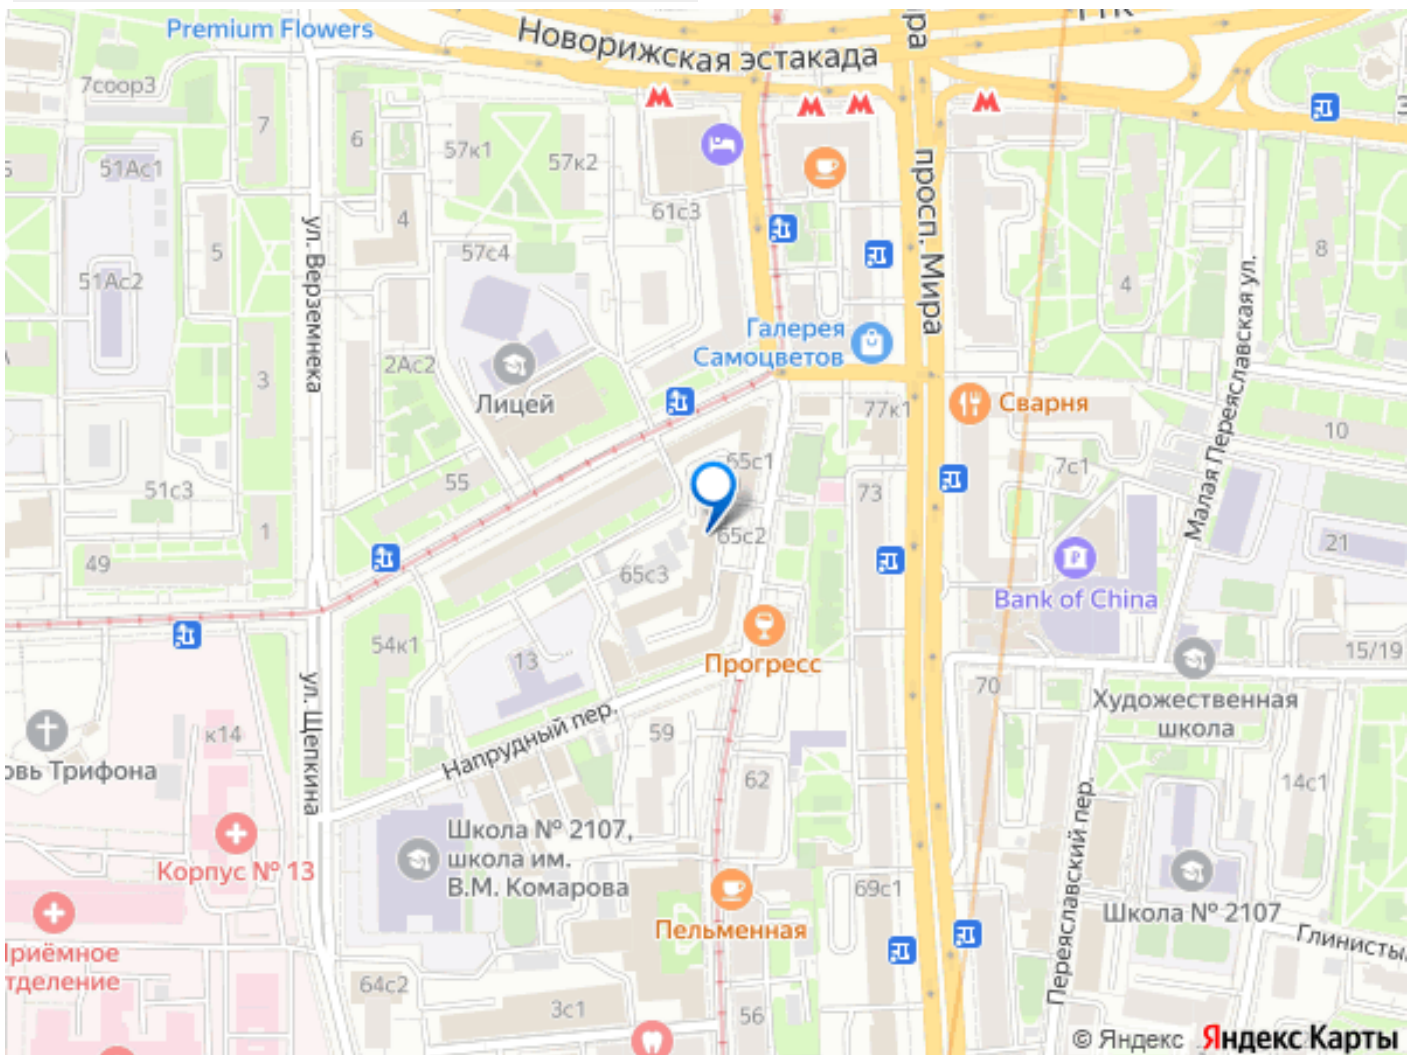 Premium Flowers
Новорижская эстакада
7соор3
7
6
57к1
57к2
51Ас1
5
4
61с3
57с4
51Ас2
8
4
ул. Верземнека
просп. Мира
Малая Переяславская ул.
Галерея
Самоцветов
2Ас2
3
Лицей
77к1
Сварня
10
65с1
7с1
55
51с3
73
1
65с2
21
49
65с3
Bank of China
54к1
13
Прогресс
15/19
70
Художественная
школа
ул. Щепкина
Напрудный пер.
59
к14
овь Трифона
62
14с1
Школа № 2107,
школа им.
В.М. Комарова
Корпус № 13
Переяславский пер.
69с1
Школа № 2107
Пельменная
Глинисты
риёмное
тделение
64с2
3с1
56
© Яндекс Яндекс Карты